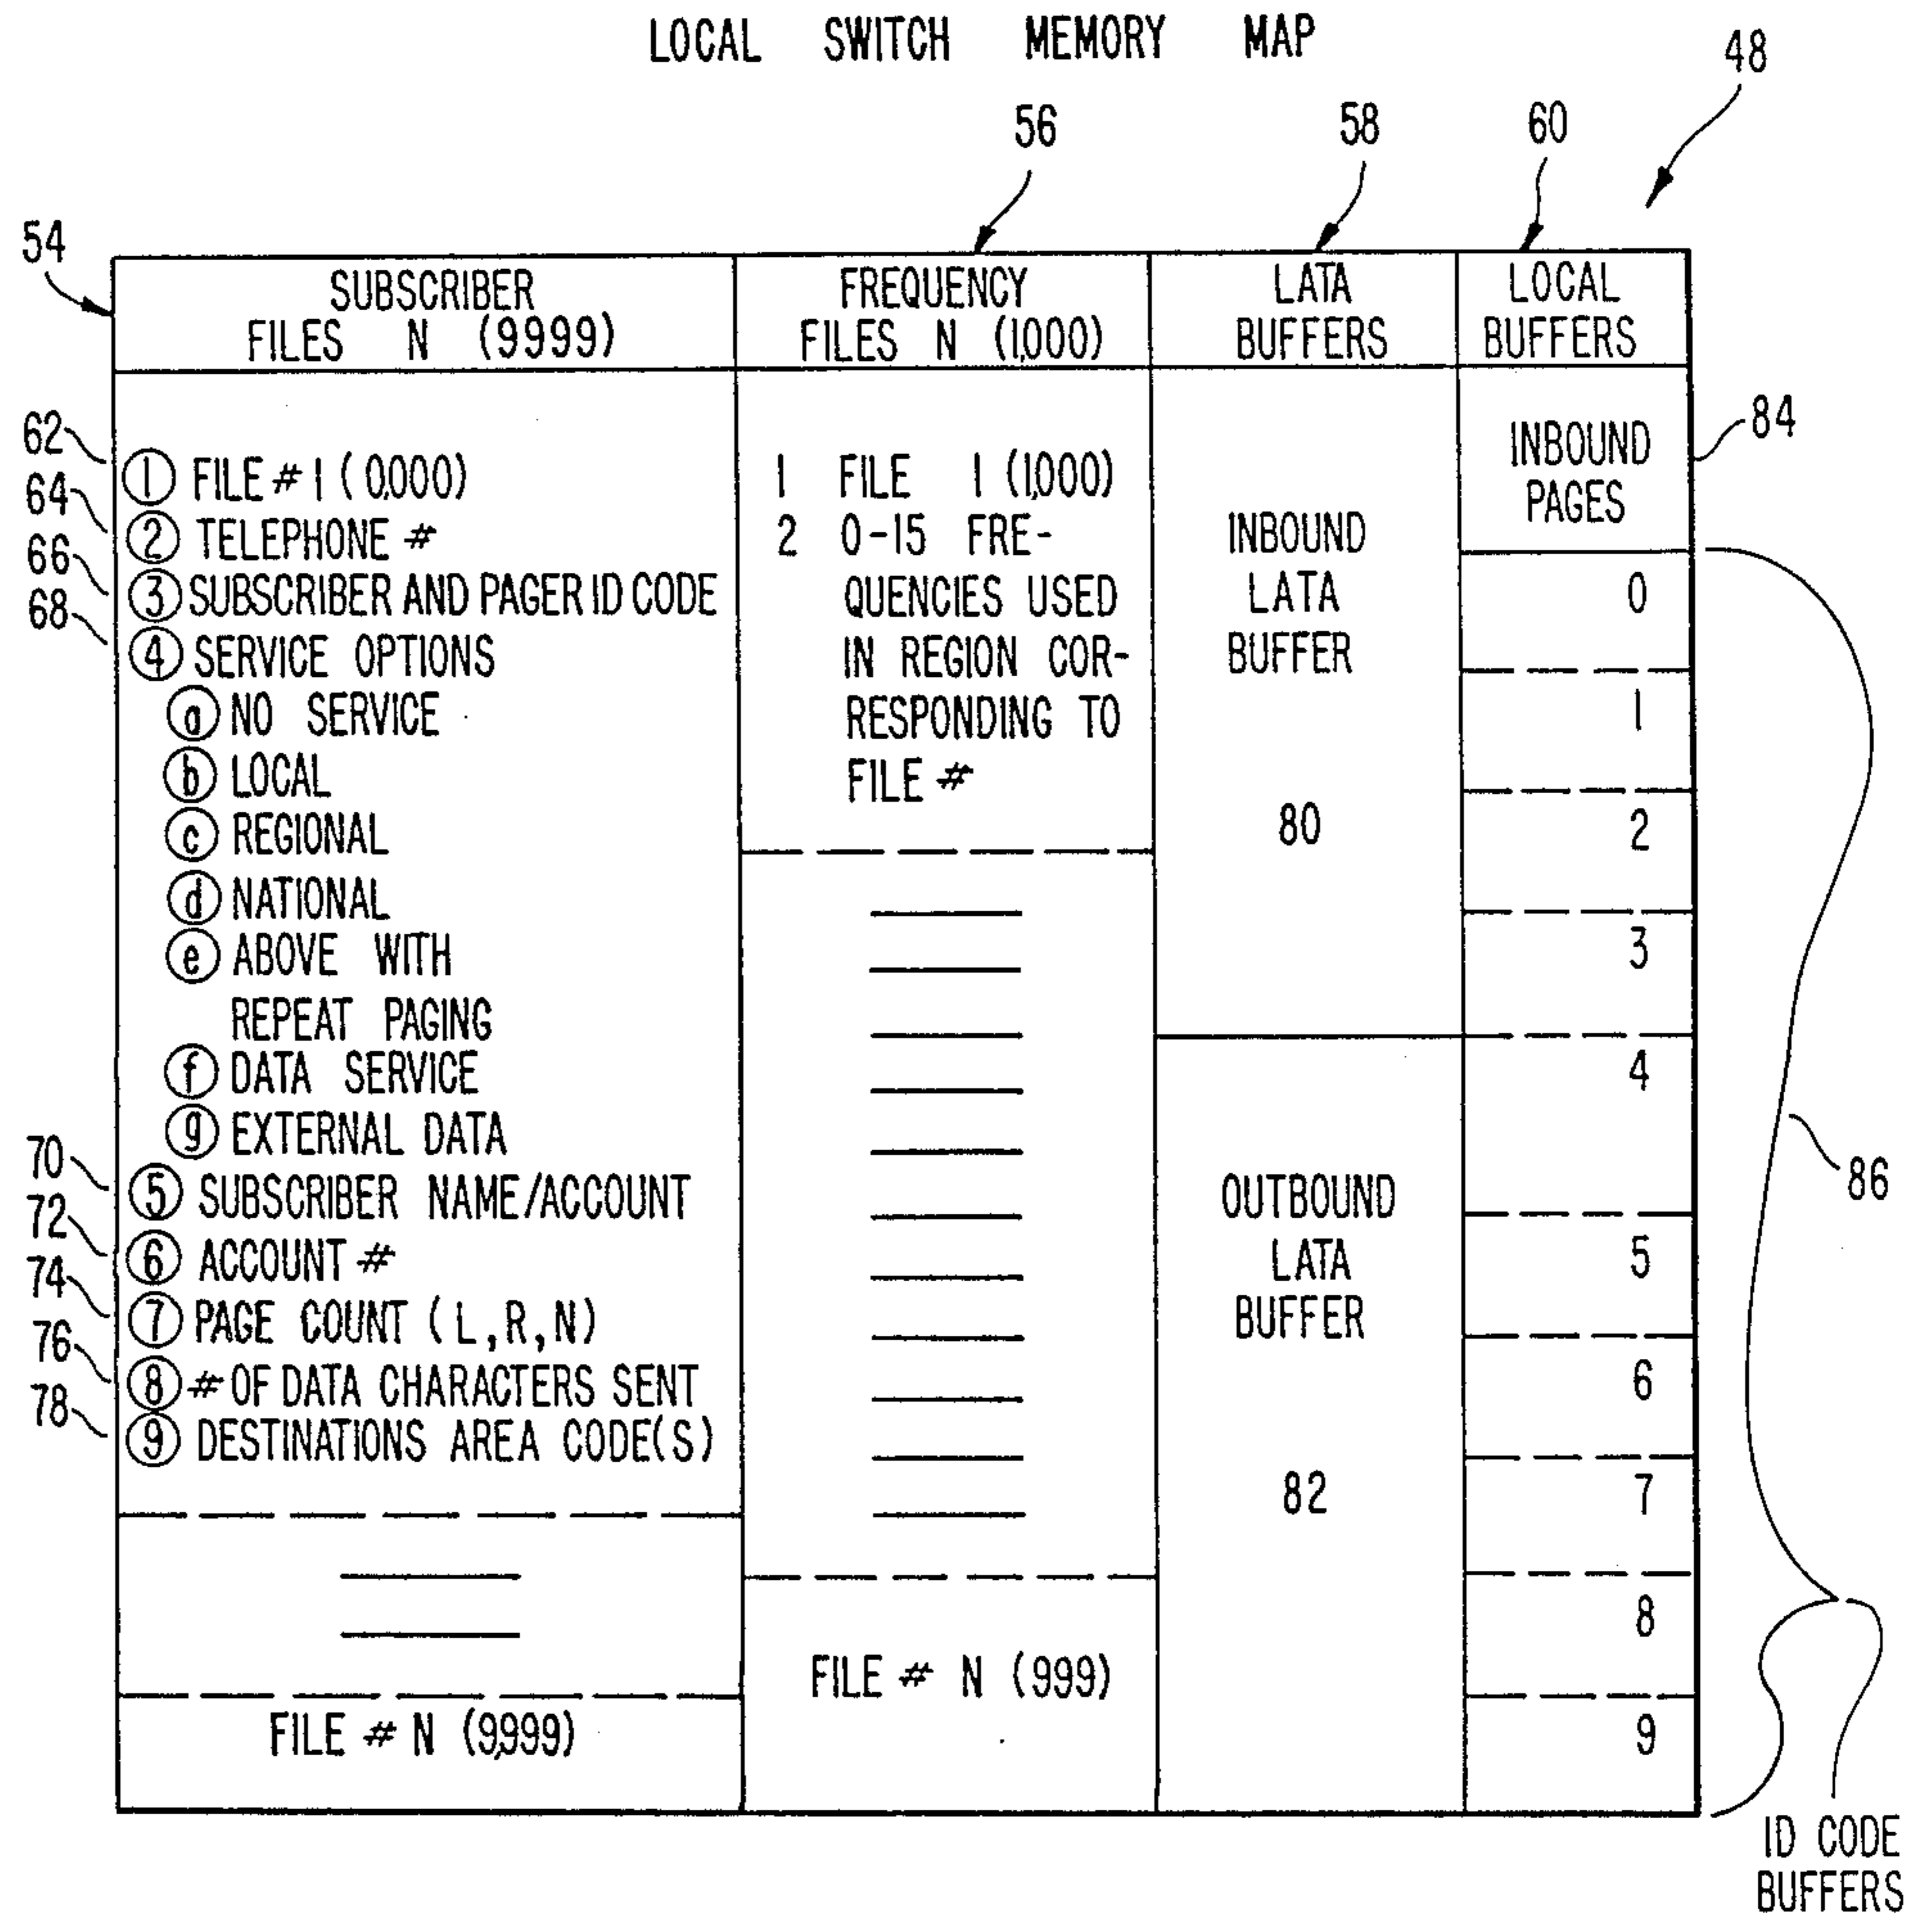 LOCAL SWITCH MEMORY MAP
48
56
58
60
54
SUBSCRIBER
FILES N (9999)
FREQUENCY
FILES N (1,000)
LATA
BUFFERS
LOCAL
BUFFERS
62
① FILE # 1 (0,000)
64
② TELEPHONE #
66
③ SUBSCRIBER AND PAGER ID CODE
68
④ SERVICE OPTIONS
ⓐ NO SERVICE
ⓑ LOCAL
ⓒ REGIONAL
ⓓ NATIONAL
ⓔ ABOVE WITH
REPEAT PAGING
ⓕ DATA SERVICE
ⓖ EXTERNAL DATA
70
⑤ SUBSCRIBER NAME/ACCOUNT
72
⑥ ACCOUNT #
74
⑦ PAGE COUNT (L,R,N)
76
⑧ # OF DATA CHARACTERS SENT
78
⑨ DESTINATIONS AREA CODE(S)
FILE # N (9,999)
1 FILE 1 (1,000)
2 0-15 FRE-
QUENCIES USED
IN REGION COR-
RESPONDING TO
FILE #
FILE # N (999)
INBOUND
LATA
BUFFER
80
OUTBOUND
LATA
BUFFER
82
INBOUND
PAGES
84
0
1
2
3
4
5
6
7
8
9
86
ID CODE
BUFFERS